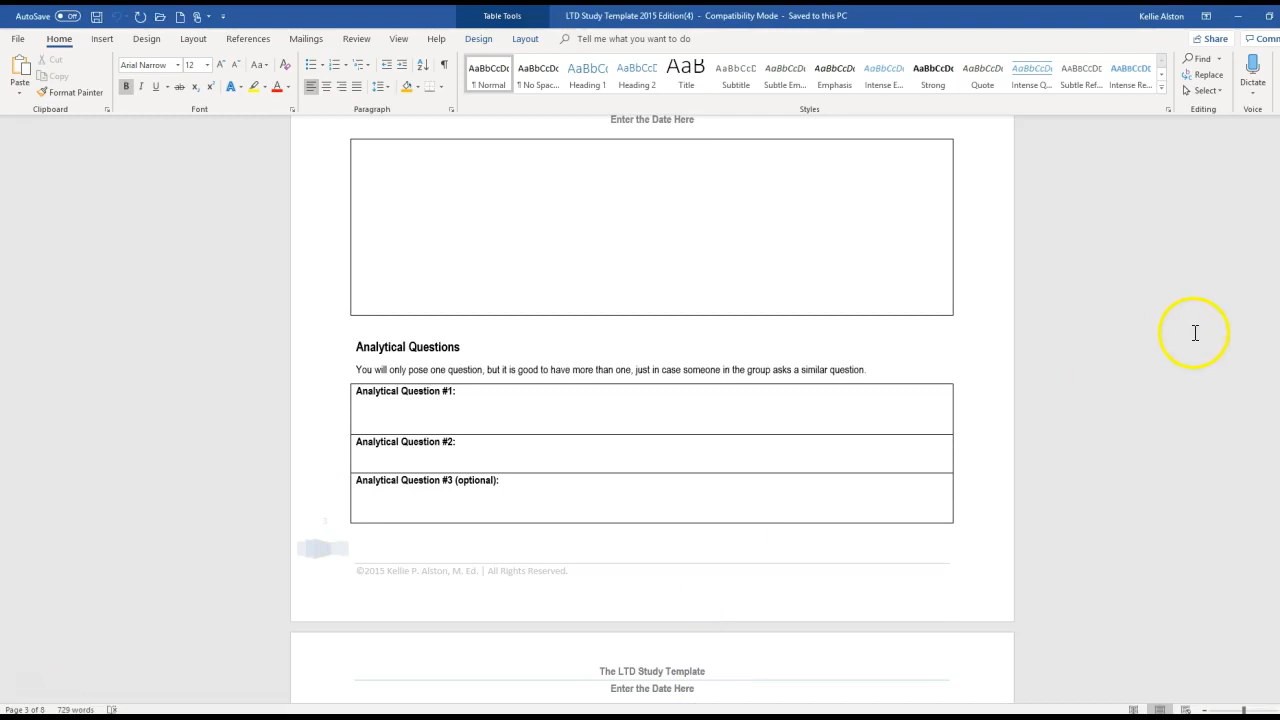 AutoSave Off
Table Tools
LTD Study Template 2015 Edition(4) - Compatibility Mode - Saved to this PC
Kellie Alston
File Home Insert Design Layout References Mailings Review View Help Design Layout Tell me what you want to do Share Comm
Paste
Cut
Copy
Format Painter
Clipboard
Arial Narrow 12
Font
Paragraph
AaBbCcDc AaBbCcDc AaBbCc AaBbCcD AaBb AaBbCcD AaBbCcDc AaBbCcDc AaBbCcDc AaBbCcDc AaBbCcDc AaBbCcDc AaBbCcDc AaBbCcDc
¶ Normal ¶ No Spac... Heading 1 Heading 2 Title Subtitle Subtle Em... Emphasis Intense E... Strong Quote Intense Q... Subtle Ref... Intense Re...
Styles
Find
Replace
Select
Editing
Dictate
Voice
Enter the Date Here
Analytical Questions
You will only pose one question, but it is good to have more than one, just in case someone in the group asks a similar question.
Analytical Question #1:
Analytical Question #2:
Analytical Question #3 (optional):
©2015 Kellie P. Alston, M. Ed. | All Rights Reserved.
The LTD Study Template
Enter the Date Here
Page 3 of 8 729 words